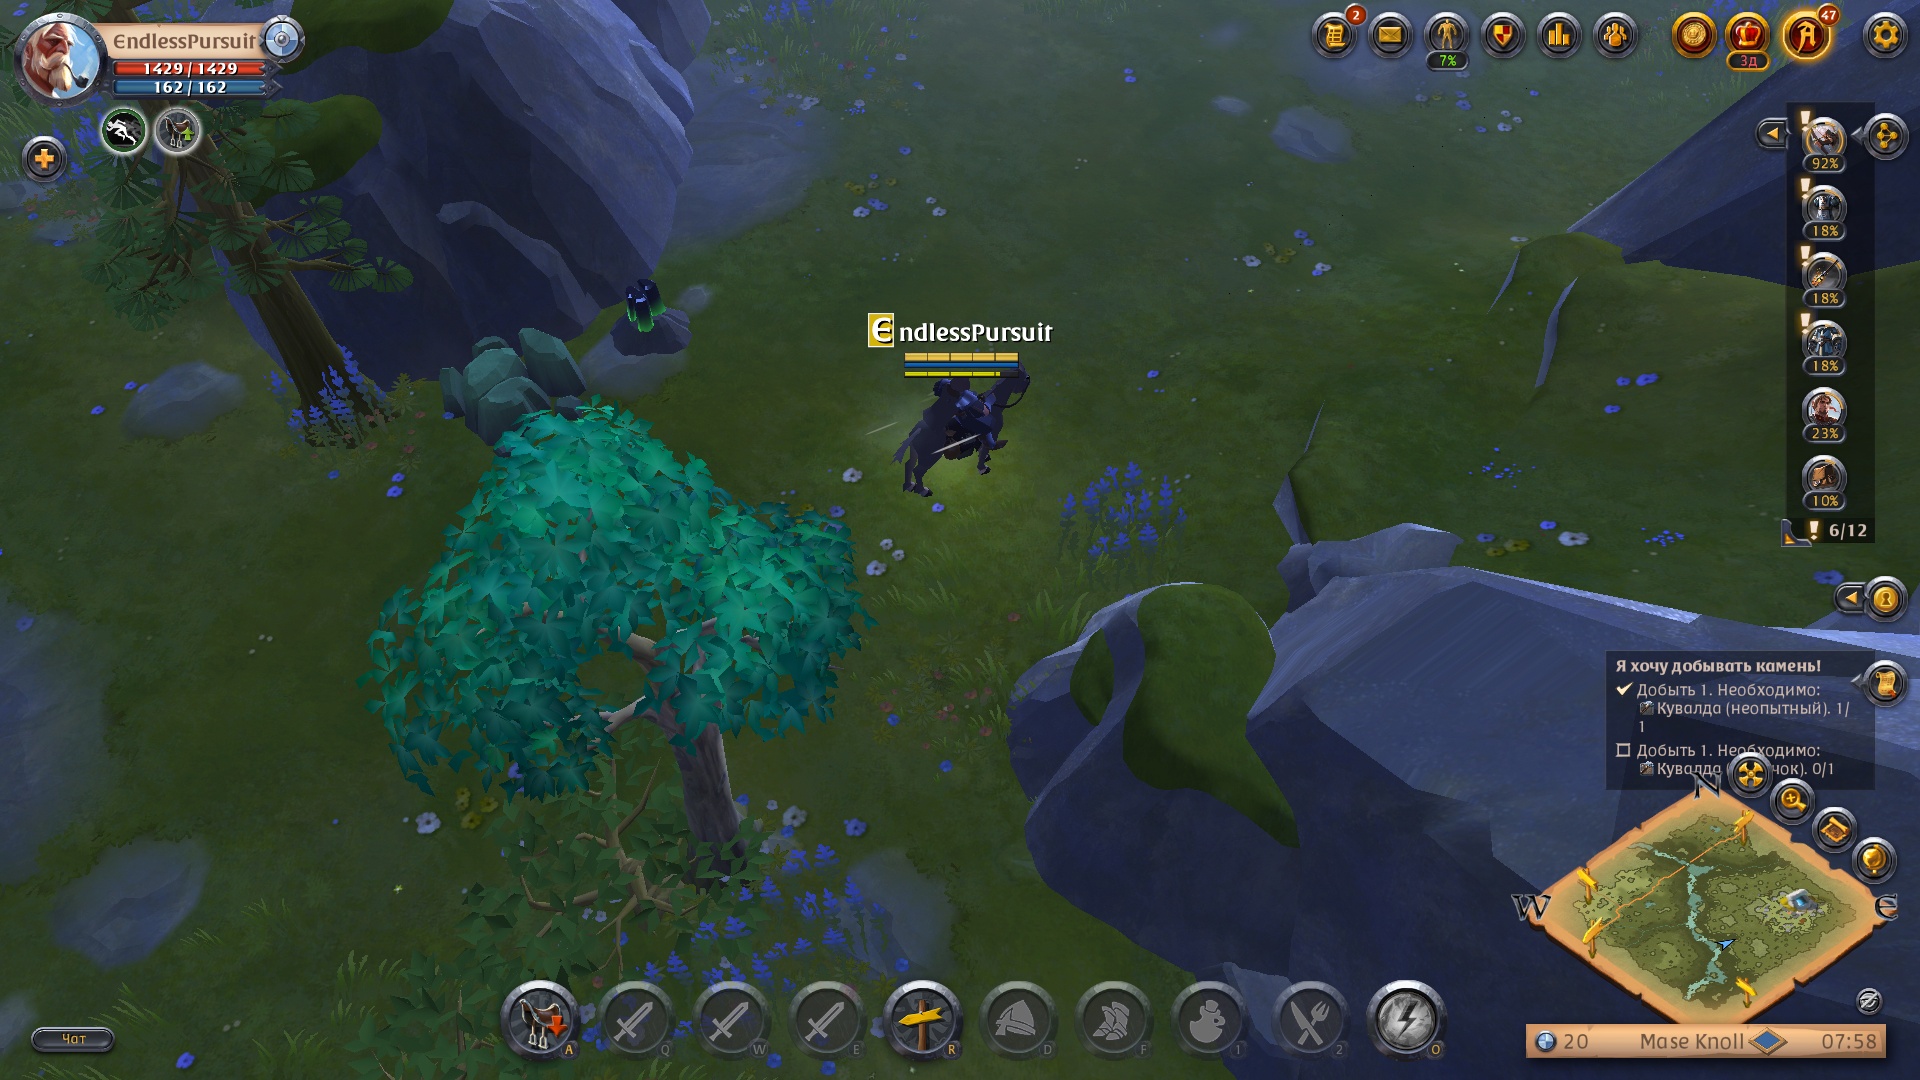 EndlessPursuit
1429 / 1429
162 / 162
2
7%
3д
47
92%
18%
18%
18%
23%
10%
6/12
EndlessPursuit
Я хочу добывать камень!
Добыть 1. Необходимо:
Кувалда (неопытный). 1/
1
Добыть 1. Необходимо:
Кувалда чок). 0/1
N
W
E
Чат
A
Q
W
E
R
D
F
1
2
O
20
Mase Knoll
07:58